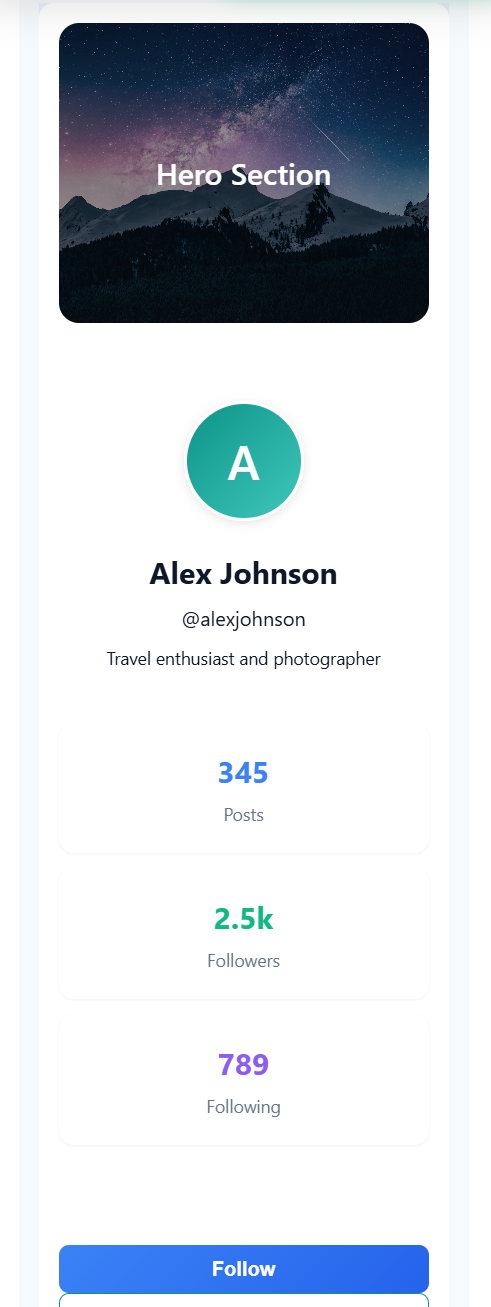 Hero Section
A
Alex Johnson
@alexjohnson
Travel enthusiast and photographer
345
Posts
2.5k
Followers
789
Following
Follow